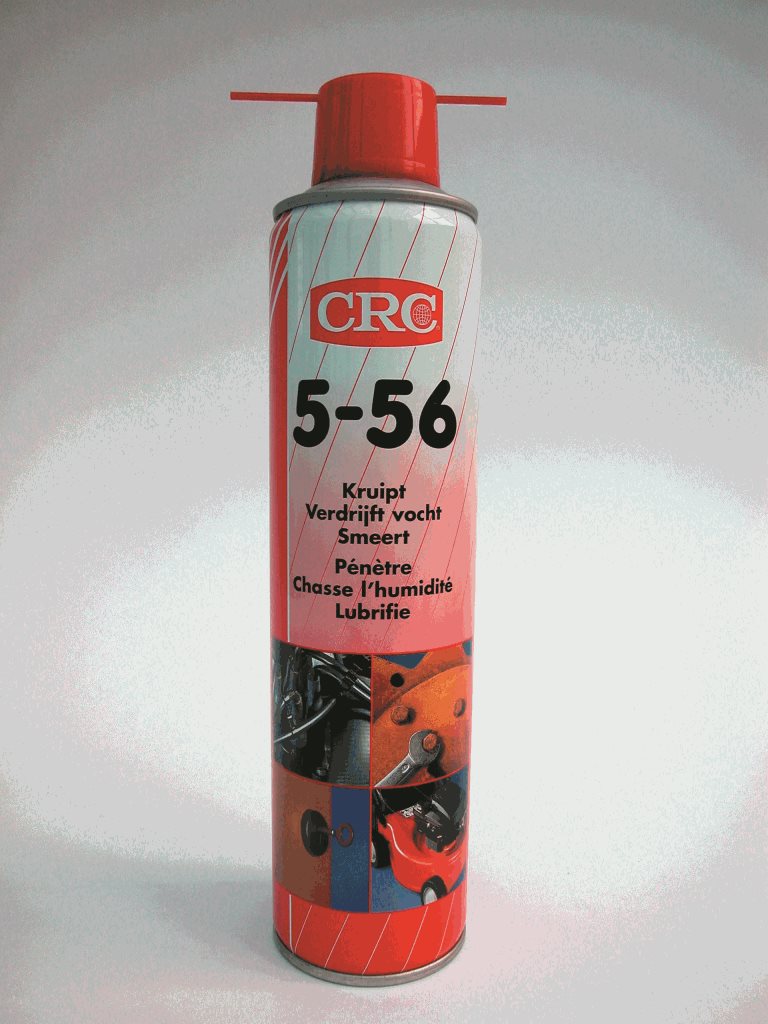 CRC
5-56
Kruipt
Verdrijft vocht
Smeert
Pénètre
Chasse l'humidité
Lubrifie